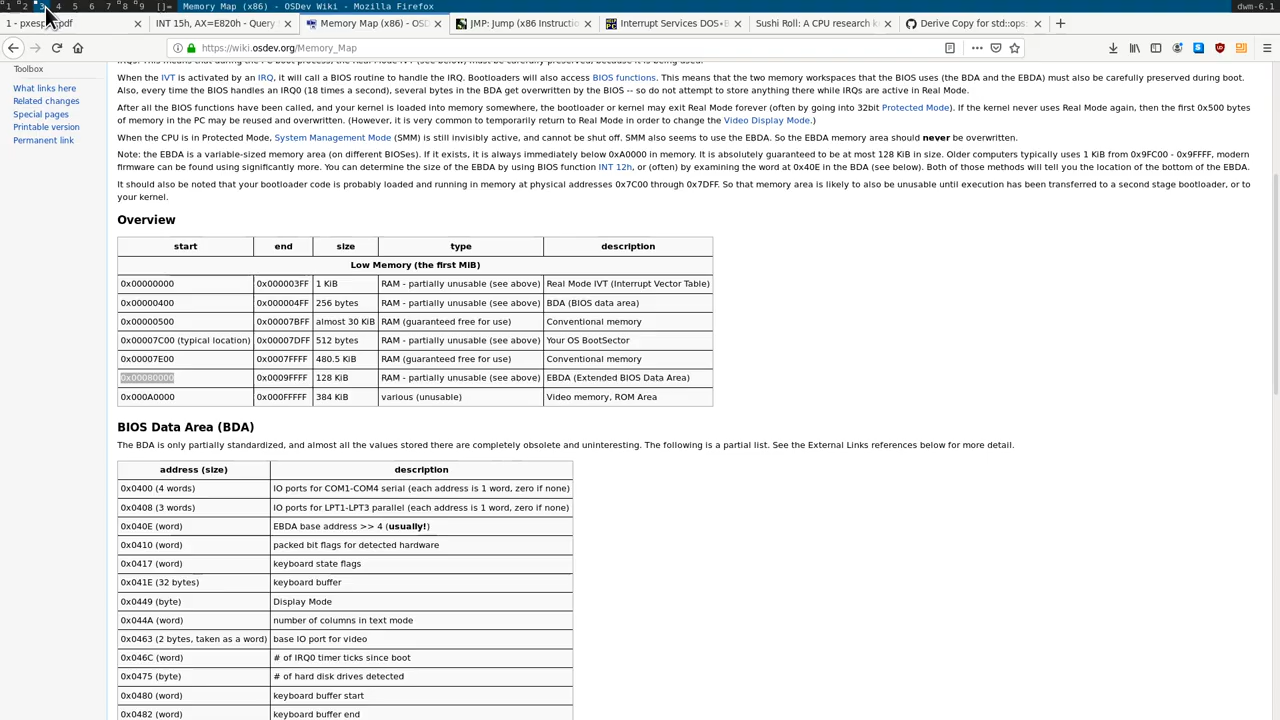 1 2 3 4 5 6 7 8 9 []= Memory Map (x86) - OSDev Wiki - Mozilla Firefox dwm-6.1
1 - pxespec.pdf INT 15h, AX=E820h - Query Memory Map (x86) - OSD JMP: Jump (x86 Instructio Interrupt Services DOS•B Sushi Roll: A CPU research k Derive Copy for std::ops:
https://wiki.osdev.org/Memory_Map
Toolbox
What links here
Related changes
Special pages
Printable version
Permanent link
When the IVT is activated by an IRQ, it will call a BIOS routine to handle the IRQ. Bootloaders will also access BIOS functions. This means that the two memory workspaces that the BIOS uses (the BDA and the EBDA) must also be carefully preserved during boot.
Also, every time the BIOS handles an IRQ0 (18 times a second), several bytes in the BDA get overwritten by the BIOS -- so do not attempt to store anything there while IRQs are active in Real Mode.
After all the BIOS functions have been called, and your kernel is loaded into memory somewhere, the bootloader or kernel may exit Real Mode forever (often by going into 32bit Protected Mode). If the kernel never uses Real Mode again, then the first 0x500 bytes
of memory in the PC may be reused and overwritten. (However, it is very common to temporarily return to Real Mode in order to change the Video Display Mode.)
When the CPU is in Protected Mode, System Management Mode (SMM) is still invisibly active, and cannot be shut off. SMM also seems to use the EBDA. So the EBDA memory area should never be overwritten.
Note: the EBDA is a variable-sized memory area (on different BIOSes). If it exists, it is always immediately below 0xA0000 in memory. It is absolutely guaranteed to be at most 128 KiB in size. Older computers typically uses 1 KiB from 0x9FC00 - 0x9FFFF, modern
firmware can be found using significantly more. You can determine the size of the EBDA by using BIOS function INT 12h, or (often) by examining the word at 0x40E in the BDA (see below). Both of those methods will tell you the location of the bottom of the EBDA.
It should also be noted that your bootloader code is probably loaded and running in memory at physical addresses 0x7C00 through 0x7DFF. So that memory area is likely to also be unusable until execution has been transferred to a second stage bootloader, or to
your kernel.
Overview
start end size type description
Low Memory (the first MiB)
0x00000000 0x000003FF 1 KiB RAM - partially unusable (see above) Real Mode IVT (Interrupt Vector Table)
0x00000400 0x000004FF 256 bytes RAM - partially unusable (see above) BDA (BIOS data area)
0x00000500 0x00007BFF almost 30 KiB RAM (guaranteed free for use) Conventional memory
0x00007C00 (typical location) 0x00007DFF 512 bytes RAM - partially unusable (see above) Your OS BootSector
0x00007E00 0x0007FFFF 480.5 KiB RAM (guaranteed free for use) Conventional memory
0x00080000 0x0009FFFF 128 KiB RAM - partially unusable (see above) EBDA (Extended BIOS Data Area)
0x000A0000 0x000FFFFF 384 KiB various (unusable) Video memory, ROM Area
BIOS Data Area (BDA)
The BDA is only partially standardized, and almost all the values stored there are completely obsolete and uninteresting. The following is a partial list. See the External Links references below for more detail.
address (size) description
0x0400 (4 words) IO ports for COM1-COM4 serial (each address is 1 word, zero if none)
0x0408 (3 words) IO ports for LPT1-LPT3 parallel (each address is 1 word, zero if none)
0x040E (word) EBDA base address >> 4 (usually!)
0x0410 (word) packed bit flags for detected hardware
0x0417 (word) keyboard state flags
0x041E (32 bytes) keyboard buffer
0x0449 (byte) Display Mode
0x044A (word) number of columns in text mode
0x0463 (2 bytes, taken as a word) base IO port for video
0x046C (word) # of IRQ0 timer ticks since boot
0x0475 (byte) # of hard disk drives detected
0x0480 (word) keyboard buffer start
0x0482 (word) keyboard buffer end